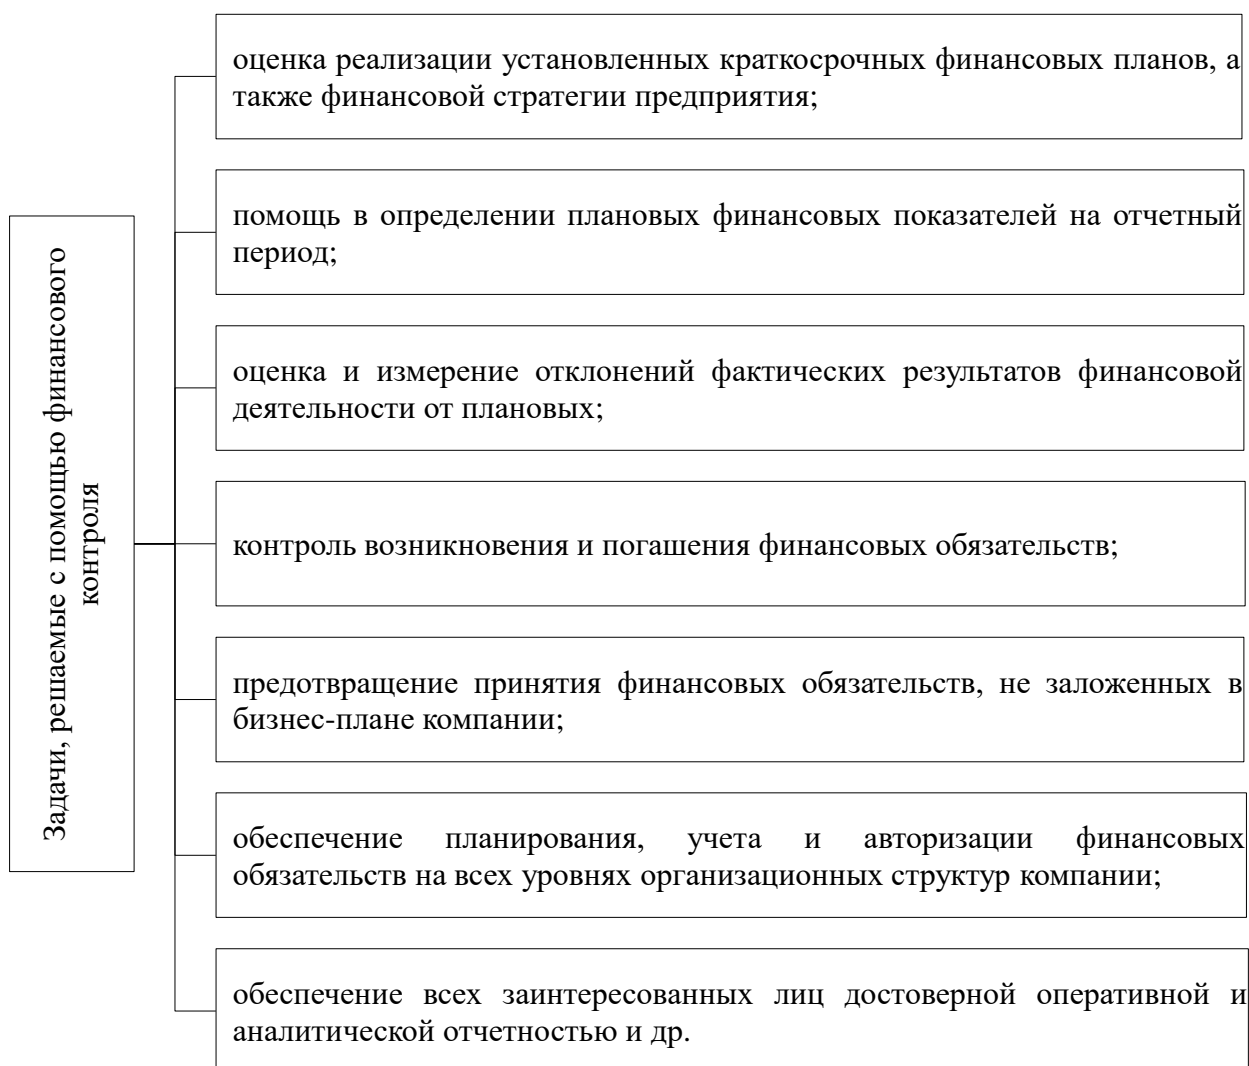 Задачи, решаемые с помощью финансового
контроля
оценка реализации установленных краткосрочных финансовых планов, а
также финансовой стратегии предприятия;
помощь в определении плановых финансовых показателей на отчетный
период;
оценка и измерение отклонений фактических результатов финансовой
деятельности от плановых;
контроль возникновения и погашения финансовых обязательств;
предотвращение принятия финансовых обязательств, не заложенных в
бизнес-плане компании;
обеспечение планирования, учета и авторизации финансовых
обязательств на всех уровнях организационных структур компании;
обеспечение всех заинтересованных лиц достоверной оперативной и
аналитической отчетностью и др.